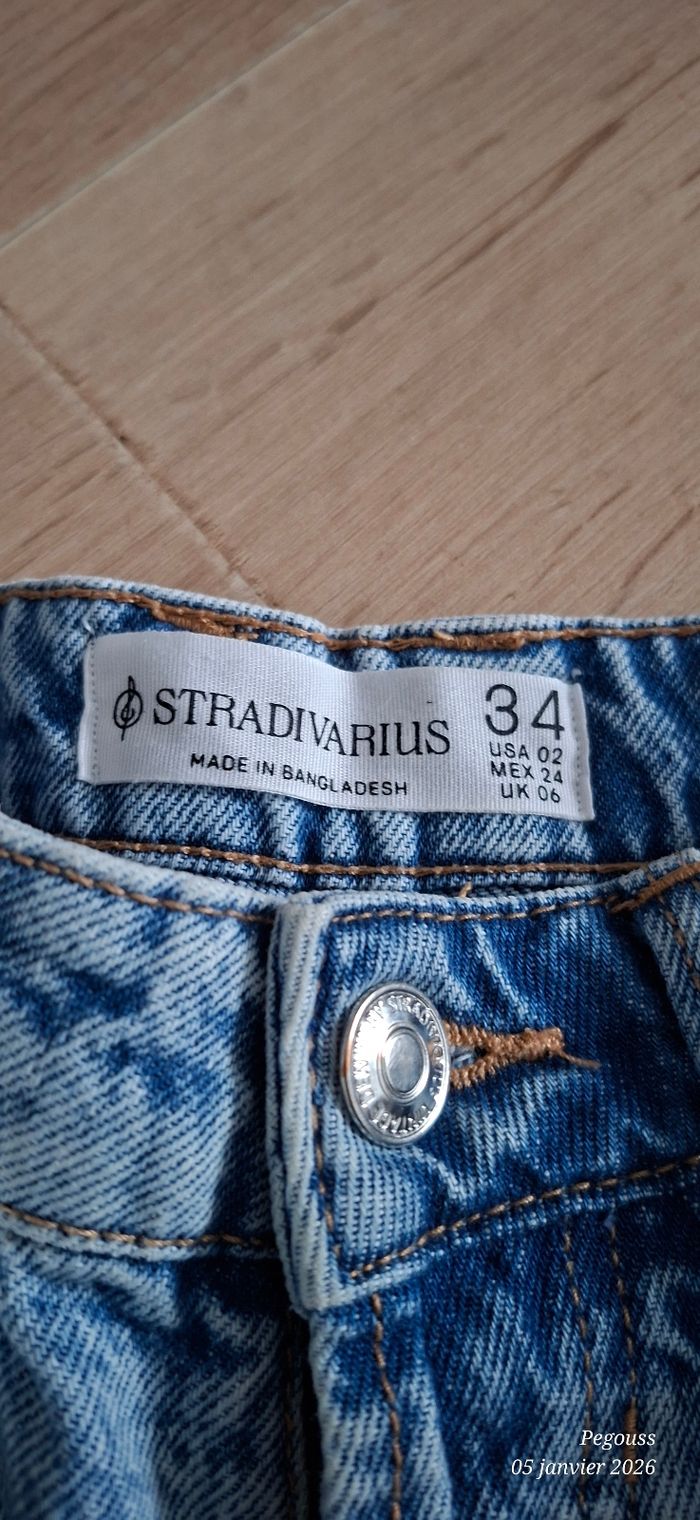 STRADIVARIUS
MADE IN BANGLADESH
34
USA 02
MEX 24
UK 06
Pegouss
05 janvier 2026